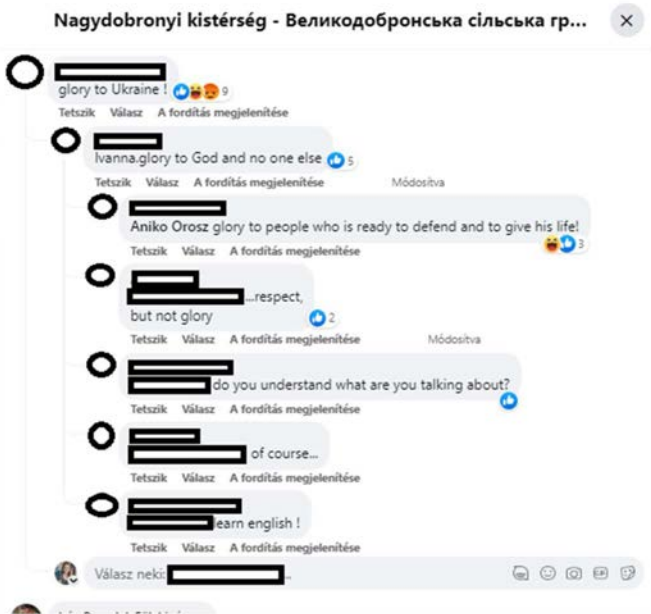 Nagydobronyi kistérség - Великодобронська сільська гр...
glory to Ukraine !
9
Tetszik Válasz A fordítás megjelenítése
Ivanna.glory to God and no one else
5
Tetszik Válasz A fordítás megjelenítése Módosítva
Aniko Orosz glory to people who is ready to defend and to give his life!
3
Tetszik Válasz A fordítás megjelenítése
...respect,
but not glory
2
Tetszik Válasz A fordítás megjelenítése Módosítva
do you understand what are you talking about?
Tetszik Válasz A fordítás megjelenítése
of course...
Tetszik Válasz A fordítás megjelenítése
learn english !
Tetszik Válasz A fordítás megjelenítése
Válasz neki:
GIF